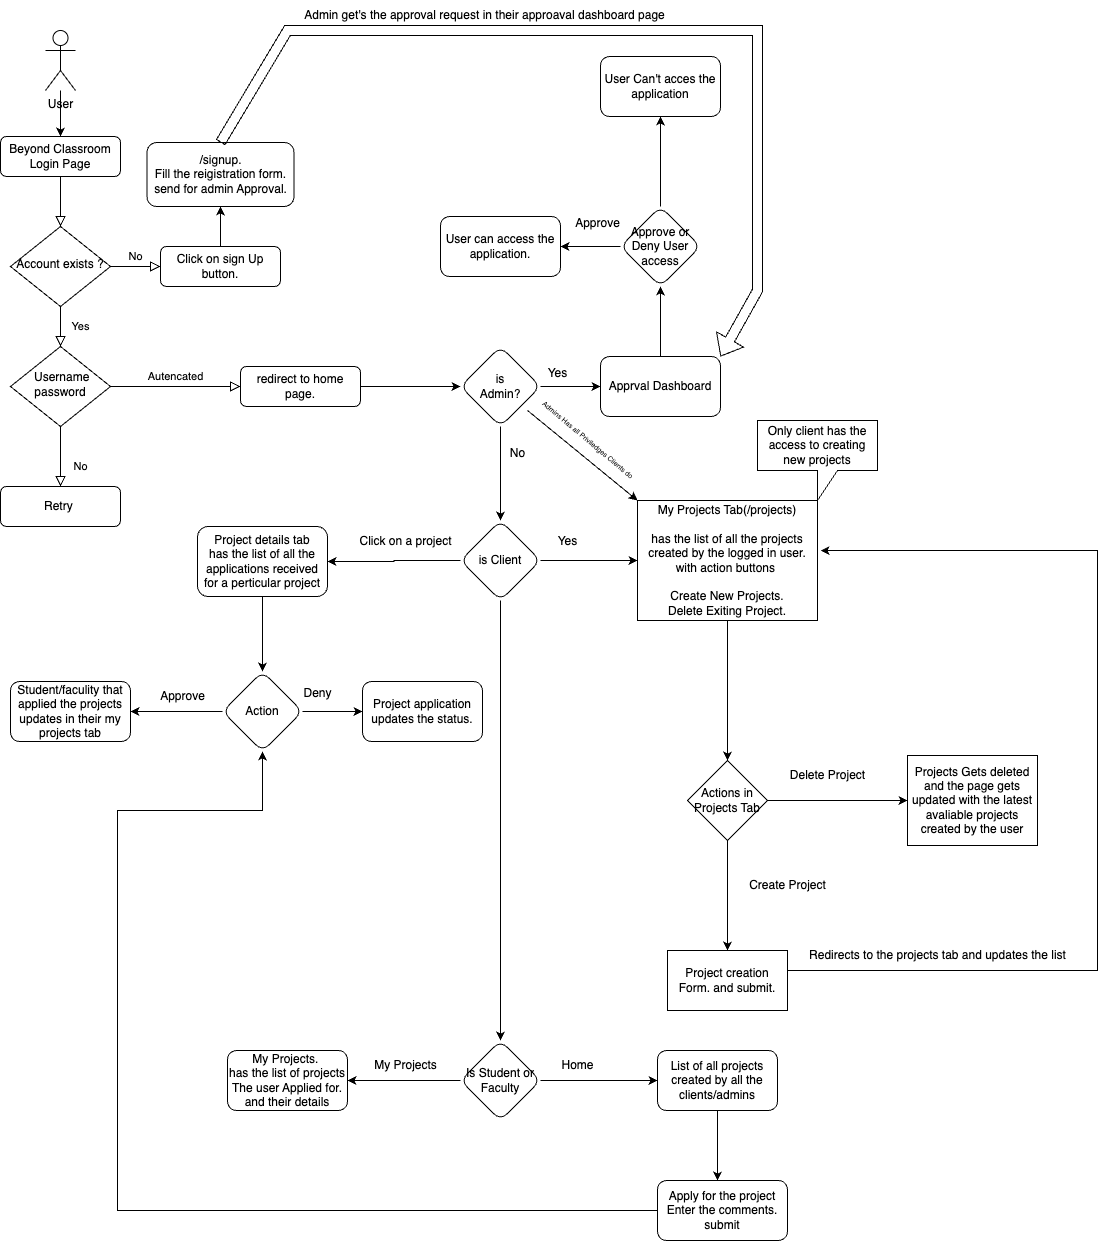 Admin get's the approval request in their approaval dashboard page
User
Beyond Classroom
Login Page
/signup.
Fill the reigistration form.
send for admin Approval.
User Can't acces the
application
Account exists ?
No
Click on sign Up
button.
User can access the
application.
Approve
Approve or
Deny User
access
Yes
Username
password
Autencated
redirect to home
page.
is
Admin?
Yes
Apprval Dashboard
Admins Has all Priviledges Clients do
No
Retry
No
Only client has the
access to creating
new projects
My Projects Tab(/projects)
has the list of all the projects
created by the logged in user.
with action buttons
Create New Projects.
Delete Exiting Project.
Project details tab
has the list of all the
applications received
for a perticular project
Click on a project
is Client
Yes
Student/faculity that
applied the projects
updates in their my
projects tab
Approve
Action
Deny
Project application
updates the status.
Actions in
Projects Tab
Delete Project
Projects Gets deleted
and the page gets
updated with the latest
avaliable projects
created by the user
Create Project
Project creation
Form. and submit.
Redirects to the projects tab and updates the list
My Projects.
has the list of projects
The user Applied for.
and their details
My Projects
Is Student or
Faculty
Home
List of all projects
created by all the
clients/admins
Apply for the project
Enter the comments.
submit